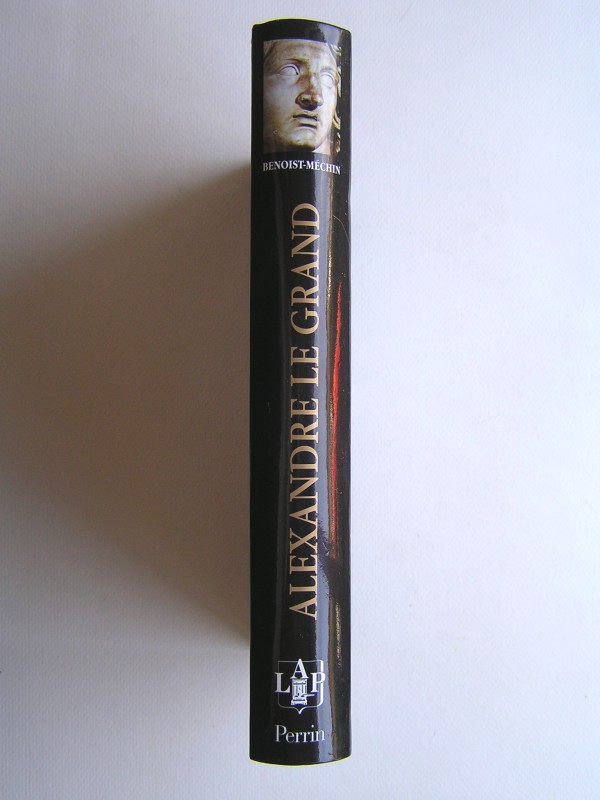 BENOIST-MÉCHIN
ALEXANDRE LE GRAND
LAP
Perrin